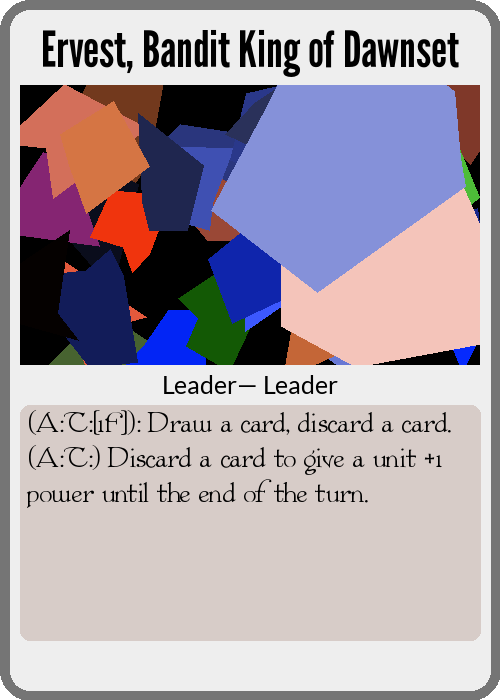 Ervest, Bandit King of Dawnset
Leader— Leader
(A:T:[1F]): Draw a card, discard a card.
(A:T:) Discard a card to give a unit +1
power until the end of the turn.